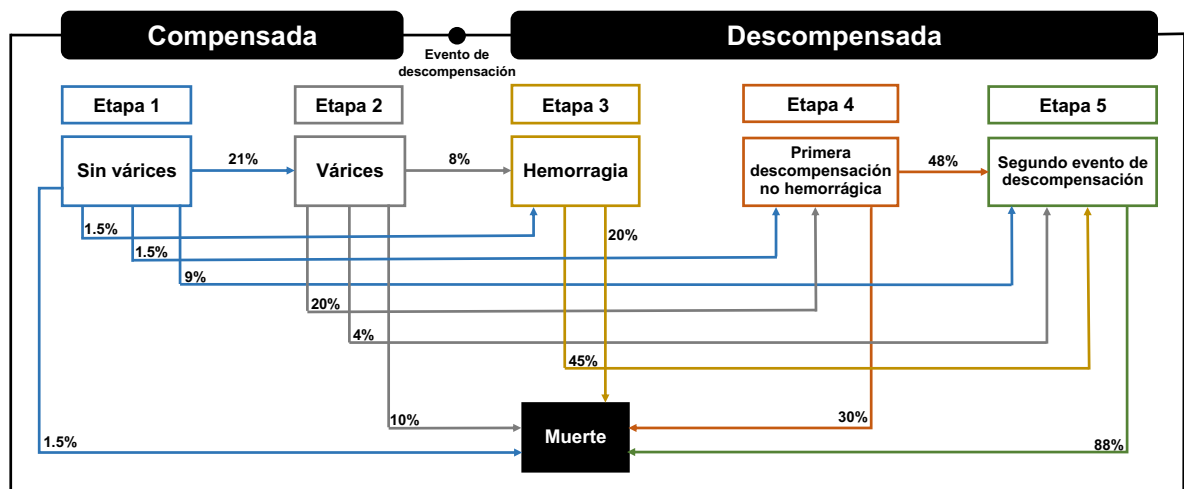 Compensada
Descompensada
Evento de
descompensación
Etapa 1
Etapa 2
Etapa 3
Etapa 4
Etapa 5
Sin várices
21%
Várices
8%
Hemorragia
Primera
descompensación
no hemorrágica
48%
Segundo evento de
descompensación
1.5%
20%
1.5%
9%
20%
4%
45%
10%
30%
Muerte
1.5%
88%